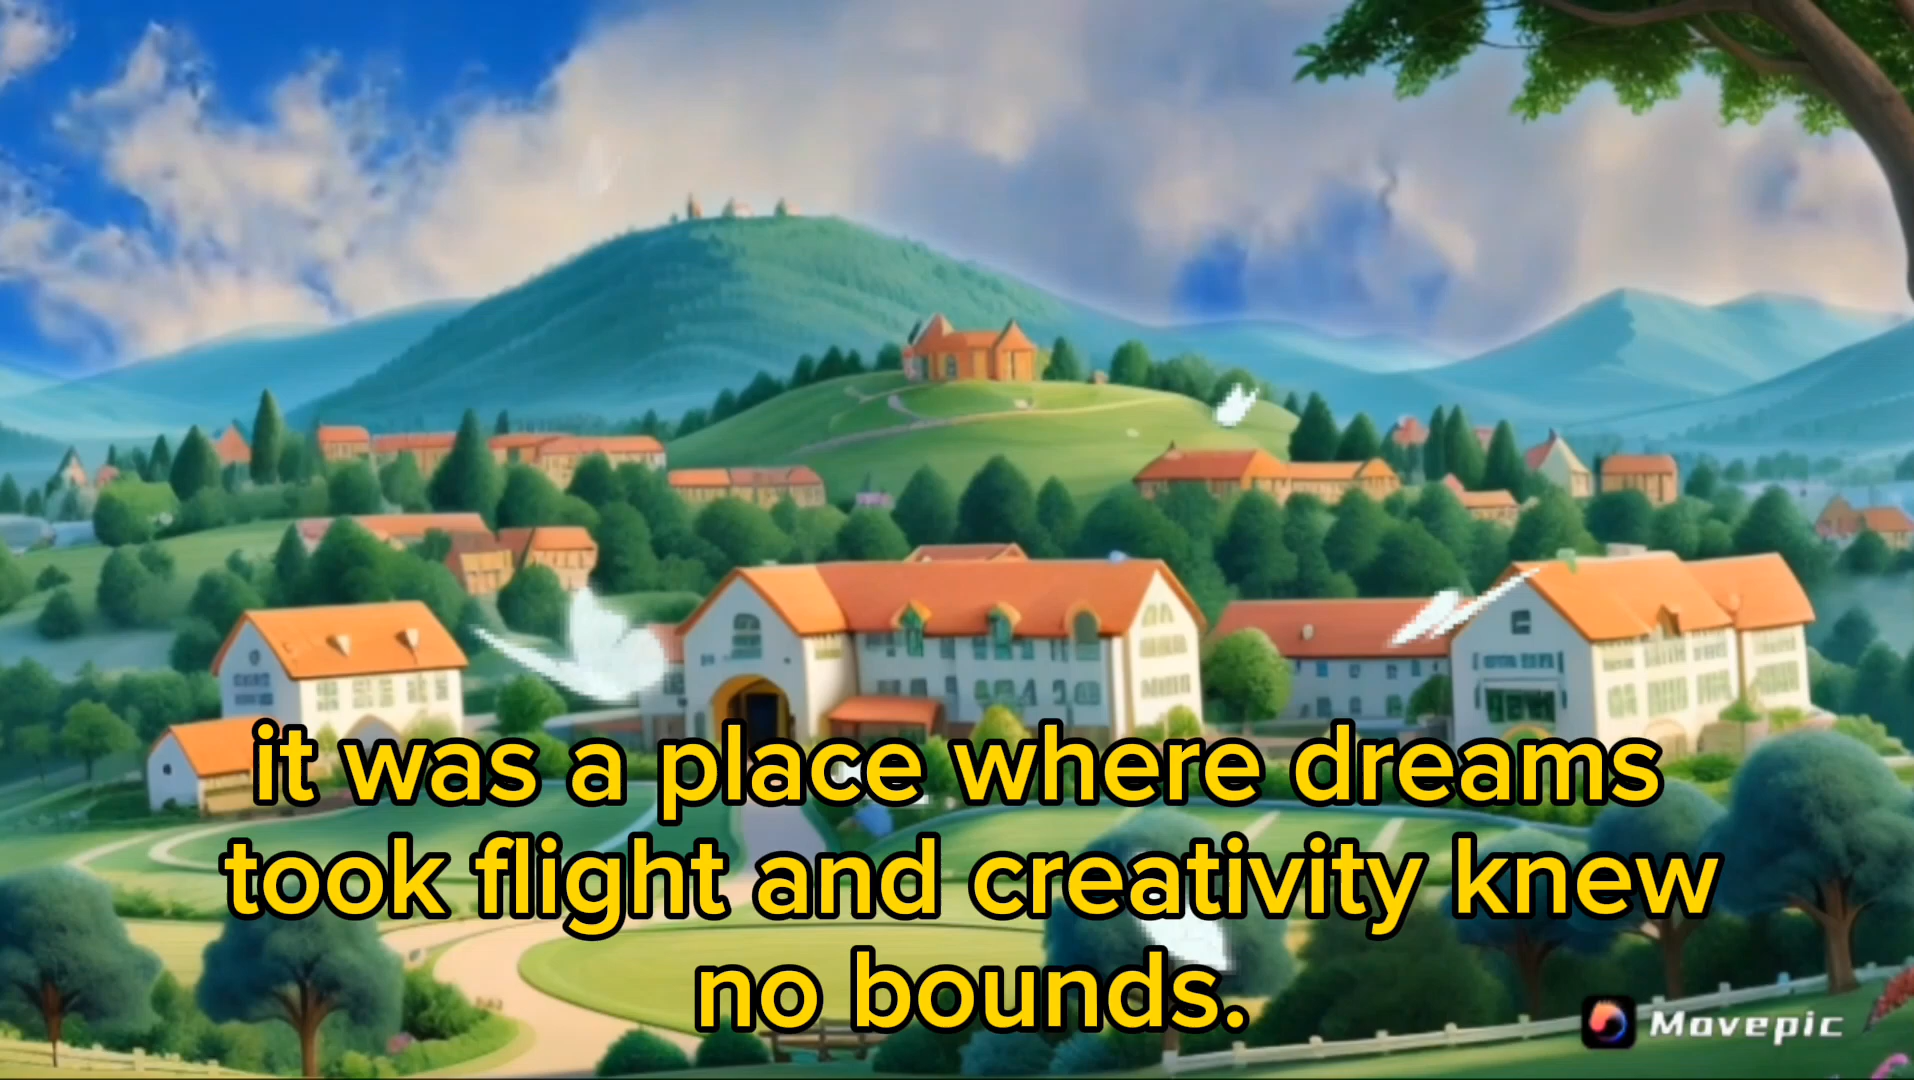 it was a place where dreams
took flight and creativity knew
no bounds.
Movepic